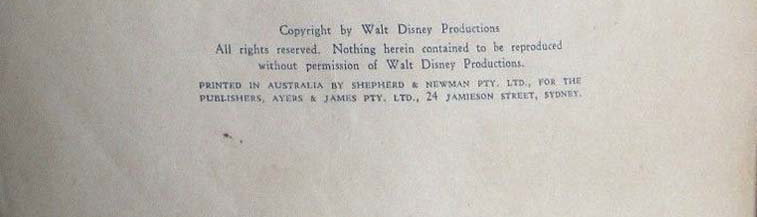 Copyright by Walt Disney Productions
All rights reserved. Nothing herein contained to be reproduced
without permission of Walt Disney Productions.
PRINTED IN AUSTRALIA BY SHEPHERD & NEWMAN PTY. LTD., FOR THE
PUBLISHERS, AYERS & JAMES PTY. LTD., 24 JAMIESON STREET, SYDNEY.